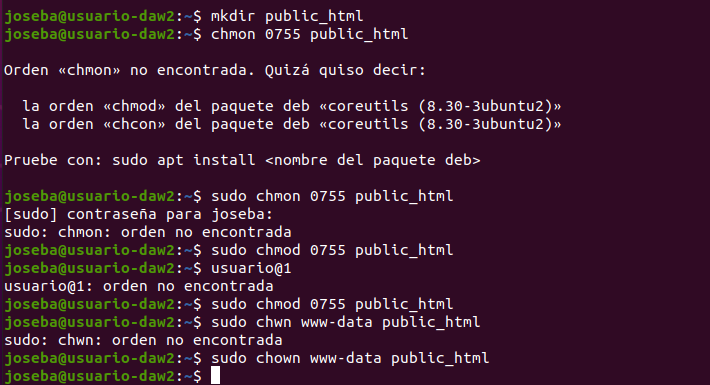 joseba@usuario-daw2:~$ mkdir public_html
joseba@usuario-daw2:~$ chmon 0755 public_html
Orden «chmon» no encontrada. Quizá quiso decir:
la orden «chmod» del paquete deb «coreutils (8.30-3ubuntu2)»
la orden «chcon» del paquete deb «coreutils (8.30-3ubuntu2)»
Pruebe con: sudo apt install <nombre del paquete deb>
joseba@usuario-daw2:~$ sudo chmon 0755 public_html
[sudo] contraseña para joseba:
sudo: chmon: orden no encontrada
joseba@usuario-daw2:~$ sudo chmod 0755 public_html
joseba@usuario-daw2:~$ usuario@1
usuario@1: orden no encontrada
joseba@usuario-daw2:~$ sudo chmod 0755 public_html
joseba@usuario-daw2:~$ sudo chwn www-data public_html
sudo: chwn: orden no encontrada
joseba@usuario-daw2:~$ sudo chown www-data public_html
joseba@usuario-daw2:~$